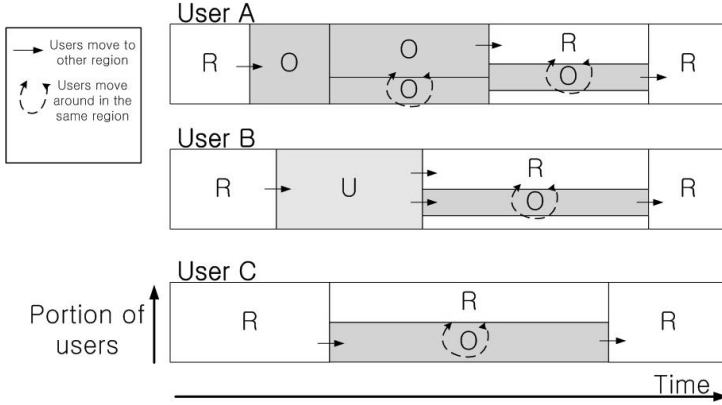 User A
Users move to
other region
Users move
around in the
same region
R
O
O
O
R
O
R
User B
R
U
R
O
R
User C
Portion of
users
R
R
O
R
Time